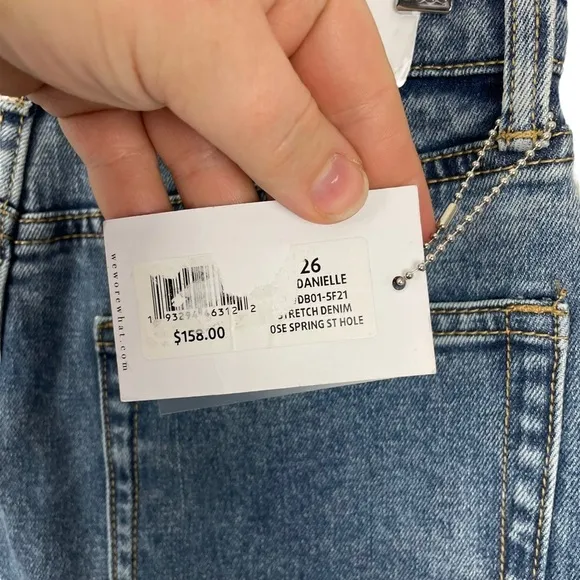 weworewhat.com
26
DANIELLE
DB01-5F21
STRETCH DENIM
OSE SPRING ST HOLE
$158.00